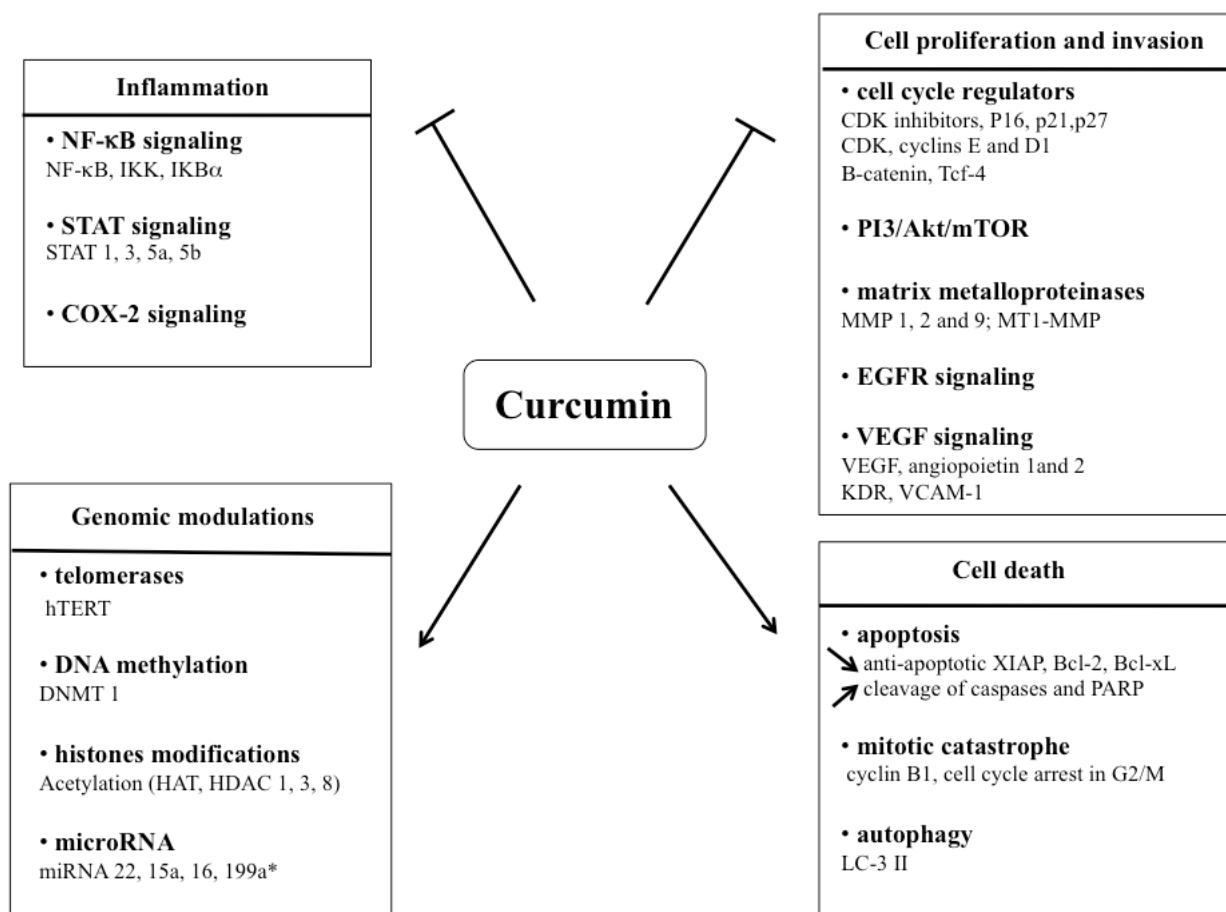 Inflammation
• NF-κB signaling
NF-κB, IKK, IKBα
• STAT signaling
STAT 1, 3, 5a, 5b
• COX-2 signaling
Cell proliferation and invasion
• cell cycle regulators
CDK inhibitors, P16, p21,p27
CDK, cyclins E and D1
B-catenin, Tcf-4
• PI3/Akt/mTOR
• matrix metalloproteinases
MMP 1, 2 and 9; MT1-MMP
• EGFR signaling
• VEGF signaling
VEGF, angiopoietin 1and 2
KDR, VCAM-1
Curcumin
Genomic modulations
• telomerases
hTERT
• DNA methylation
DNMT 1
• histones modifications
Acetylation (HAT, HDAC 1, 3, 8)
• microRNA
miRNA 22, 15a, 16, 199a*
Cell death
• apoptosis
anti-apoptotic XIAP, Bcl-2, Bcl-xL
cleavage of caspases and PARP
• mitotic catastrophe
cyclin B1, cell cycle arrest in G2/M
• autophagy
LC-3 II